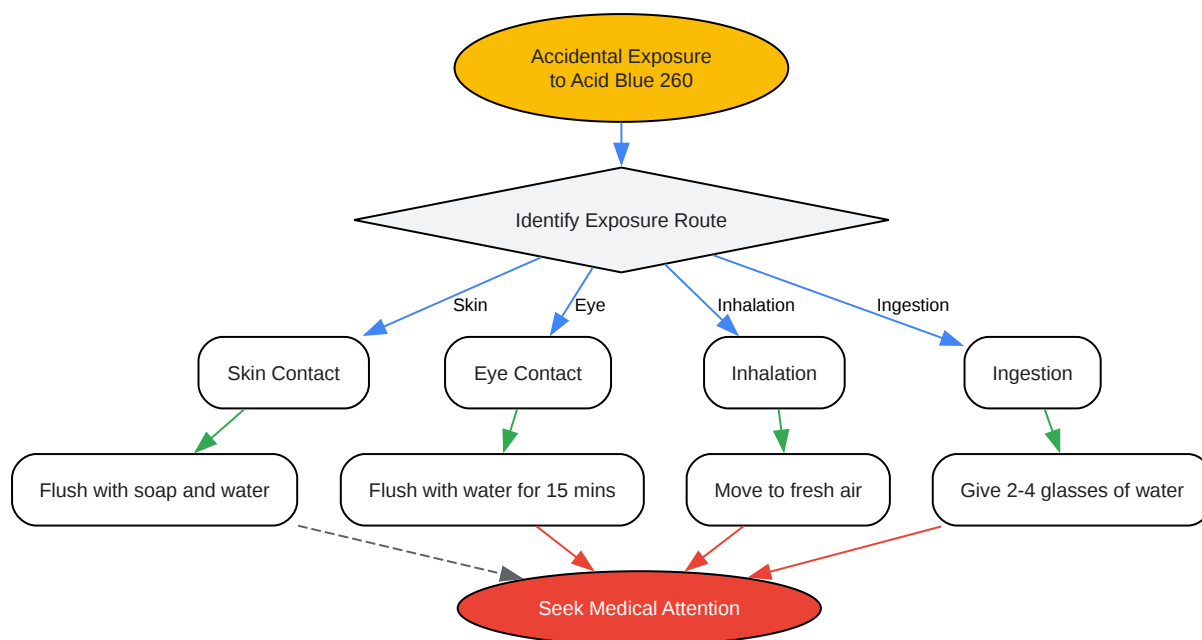 Accidental Exposure
to Acid Blue 260
Identify Exposure Route
Skin
Eye
Inhalation
Ingestion
Skin Contact
Eye Contact
Inhalation
Ingestion
Flush with soap and water
Flush with water for 15 mins
Move to fresh air
Give 2-4 glasses of water
Seek Medical Attention